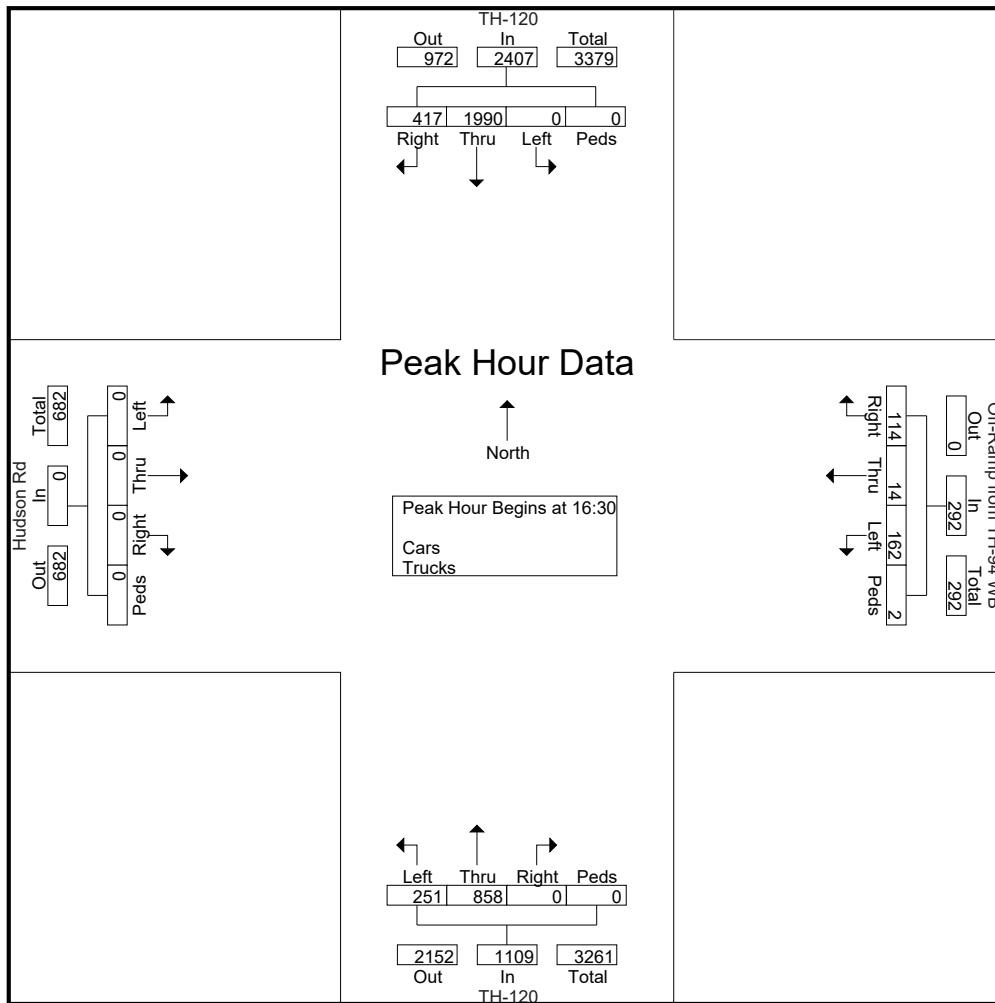 TH-120
Out In Total
972 2407 3379
417 1990 0 0
Right Thru Left Peds
Peak Hour Data
North
Peak Hour Begins at 16:30
Cars
Trucks
Hudson Rd
Out In Total
682 0 682
0 0 0 0
Left
Thru
Right
Peds
Right
Thru
Left
Peds
114 14 162 2
Out In Total
0 292 292
TH-94 WB
Left Thru Right Peds
251 858 0 0
2152 1109 3261
Out In Total
TH-120